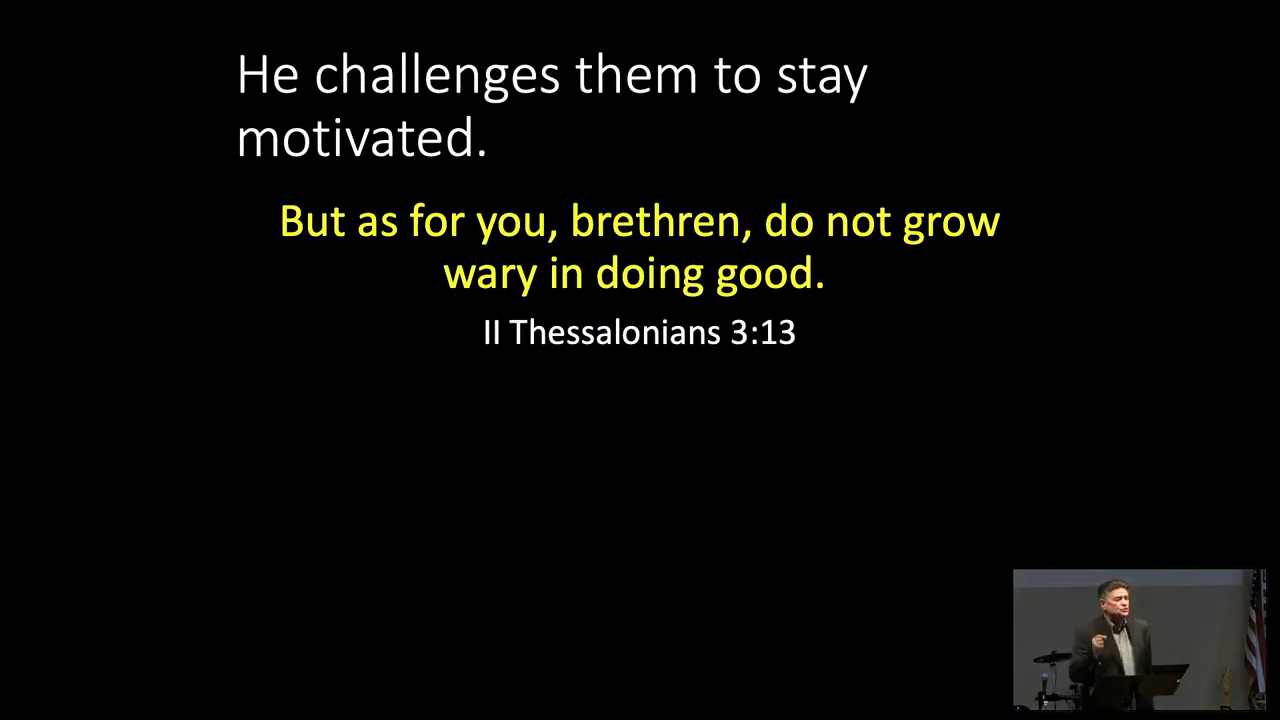 He challenges them to stay
motivated.
But as for you, brethren, do not grow
wary in doing good.
II Thessalonians 3:13